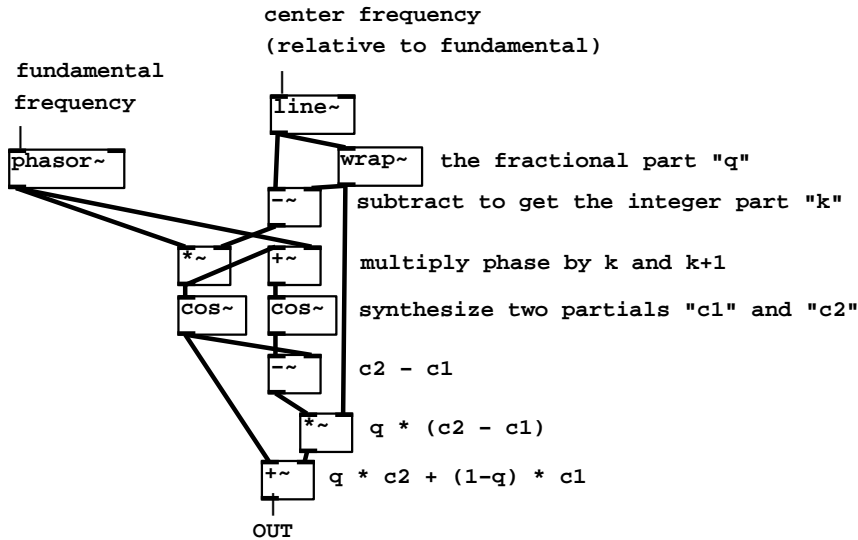 center frequency
(relative to fundamental)
fundamental
frequency
line~
phasor~
wrap~
the fractional part "q"
-~
subtract to get the integer part "k"
*~
+~
multiply phase by k and k+1
cos~
cos~
synthesize two partials "c1" and "c2"
-~
c2 - c1
*~
q * (c2 - c1)
+~
q * c2 + (1-q) * c1
OUT